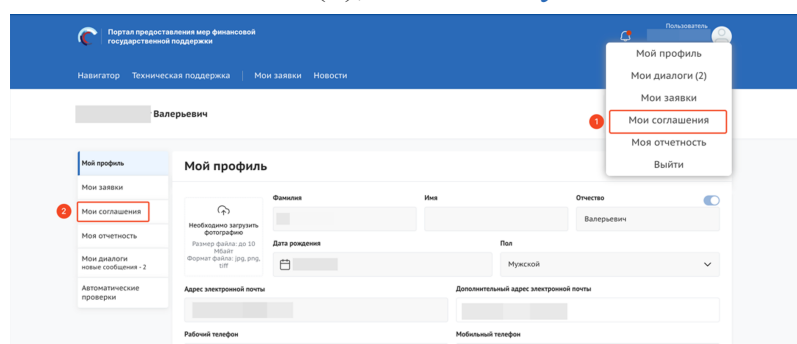 Портал предоставления мер финансовой
государственной поддержки
Пользователь
Навигатор Техническая поддержка Мои заявки Новости
Мой профиль
Мои диалоги (2)
Мои заявки
1 Мои соглашения
Моя отчетность
Выйти
Валерьевич
Мой профиль
Мои заявки
2 Мои соглашения
Моя отчетность
Мои диалоги
новые сообщения - 2
Автоматические
проверки
Мой профиль
Необходимо загрузить
фотографию
Размер файла: до 10
Мбайт
Формат файла: jpg, png,
tiff
Фамилия Имя Отчество
Валерьевич
Дата рождения Пол
Мужской
Адрес электронной почты Дополнительный адрес электронной почты
Рабочий телефон Мобильный телефон